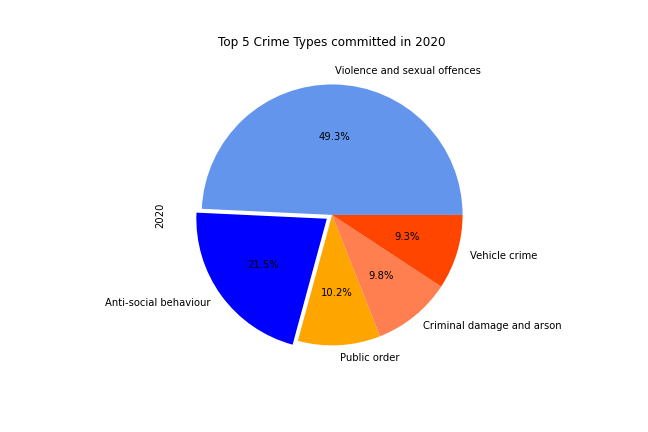 Top 5 Crime Types committed in 2020
Violence and sexual offences
49.3%
2020
9.3%
21.5%
9.8%
Vehicle crime
10.2%
Anti-social behaviour
Criminal damage and arson
Public order